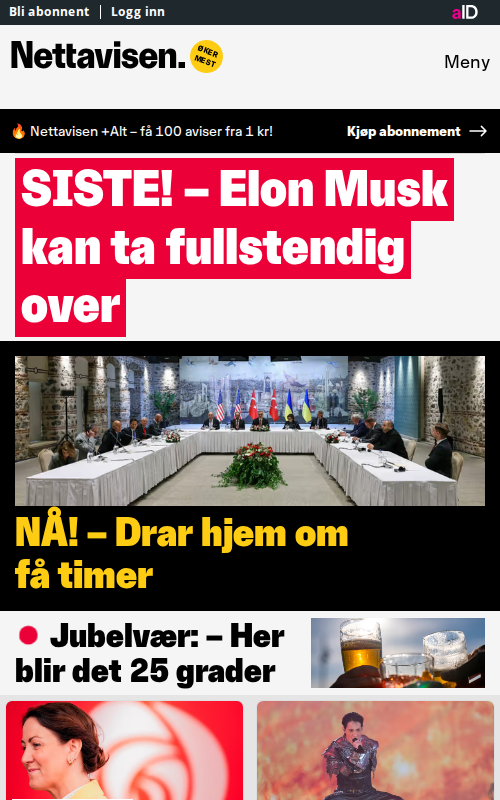 Bli abonnent | Logg inn
aID
Nettavisen.
ØKER
MEST
Meny
🔥 Nettavisen +Alt – få 100 aviser fra 1 kr!
Kjøp abonnement →
SISTE! – Elon Musk
kan ta fullstendig
over
NÅ! – Drar hjem om
få timer
Jubelvær: – Her
blir det 25 grader